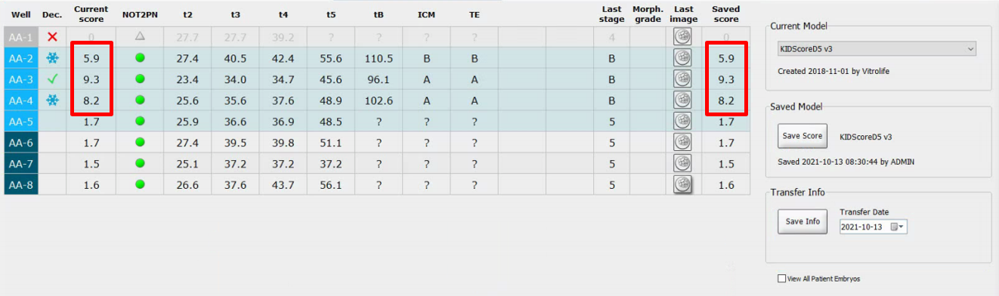 Well Dec. Current score NOT2PN t2 t3 t4 t5 tB ICM TE Last stage Morph. grade Last image Saved score
AA-1 0 27.7 27.7 39.2 ? ? ? ? 4 0
AA-2 5.9 27.4 40.5 42.4 55.6 110.5 B B B 5.9
AA-3 9.3 23.4 34.0 34.7 45.6 96.1 A A B 9.3
AA-4 8.2 25.6 35.6 37.6 48.9 102.6 A A B 8.2
AA-5 1.7 25.9 36.6 36.9 48.5 ? ? ? 5 1.7
AA-6 1.7 27.4 39.5 39.8 51.1 ? ? ? 5 1.7
AA-7 1.5 25.1 37.2 37.2 37.2 ? ? ? 5 1.5
AA-8 1.6 26.6 37.6 43.7 56.1 ? ? ? 5 1.6
Current Model
KIDScoreD5 v3
Created 2018-11-01 by Vitrolife
Saved Model
Save Score KIDScoreD5 v3
Saved 2021-10-13 08:30:44 by ADMIN
Transfer Info
Transfer Date
Save Info 2021-10-13
View All Patient Embryos